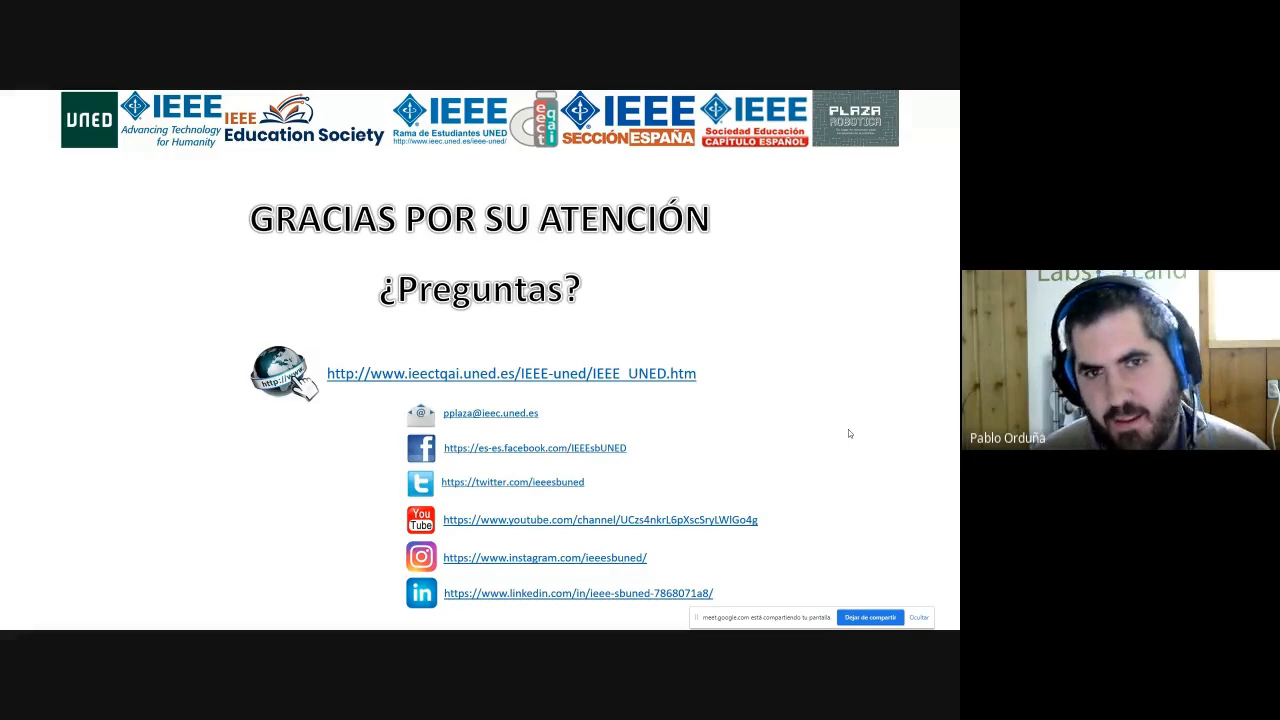 UNED
IEEE
Advancing Technology
for Humanity
IEEE
Education Society
IEEE
Rama de Estudiantes UNED
http://www.ieec.uned.es/ieee-uned/
eect
qai
IEEE
SECCIÓN ESPAÑA
IEEE
Sociedad Educación
CAPÍTULO ESPAÑOL
PLAZA
ROBOTICA
GRACIAS POR SU ATENCIÓN
¿Preguntas?
http://www
http://www.ieectqai.uned.es/IEEE-uned/IEEE_UNED.htm
@
pplaza@ieec.uned.es
https://es-es.facebook.com/IEEEsbUNED
https://twitter.com/ieeesbuned
You
Tube
https://www.youtube.com/channel/UCzs4nkrL6pXscSryLWlGo4g
https://www.instagram.com/ieeesbuned/
in
https://www.linkedin.com/in/ieee-sbuned-7868071a8/
meet.google.com está compartiendo tu pantalla.
Dejar de compartir
Ocultar
Labs Land
Pablo Orduña